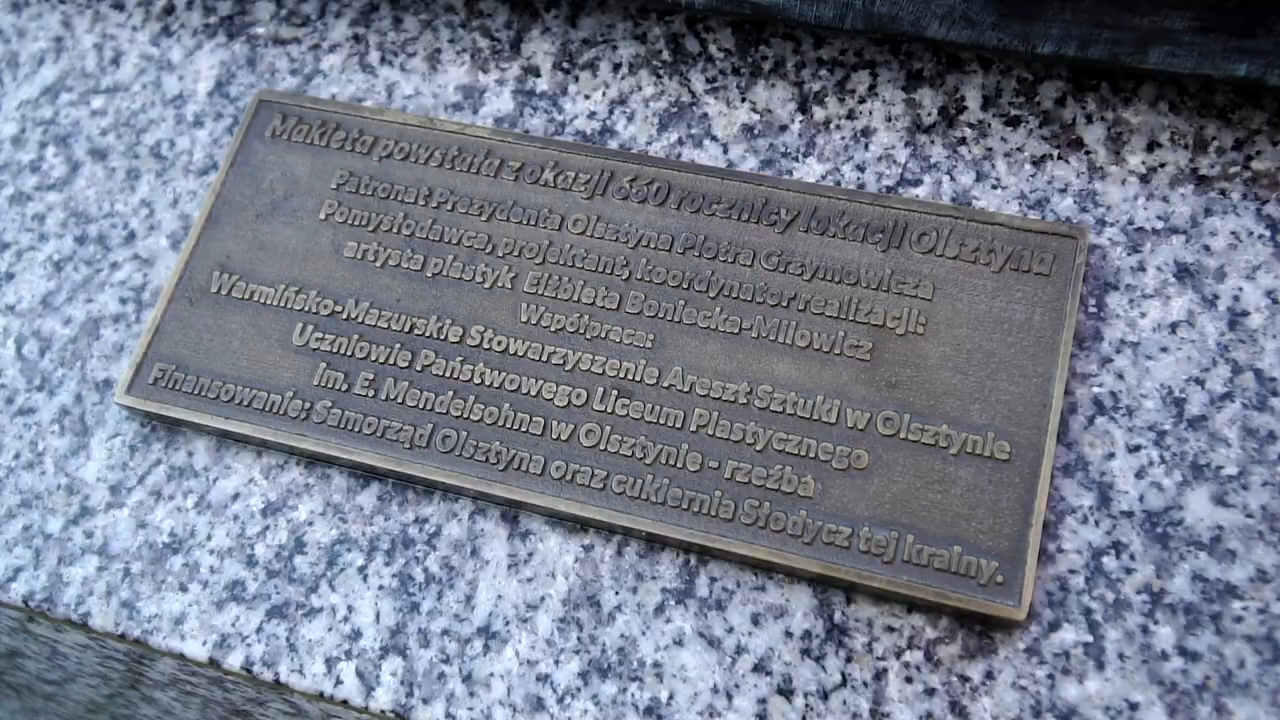 Makieta powstała z okazji 660 rocznicy lokacji Olsztyna
Patronat Prezydenta Olsztyna Piotra Grzymowicza
Pomysłodawca, projektant, koordynator realizacji:
artysta plastyk Elżbieta Boniecka-Milowicz
Współpraca:
Warmińsko-Mazurskie Stowarzyszenie Areszt Sztuki w Olsztynie
Uczniowie Państwowego Liceum Plastycznego
im. E. Mendelsohna w Olsztynie - rzeźba
Finansowanie: Samorząd Olsztyna oraz cukiernia Słodycz tej krainy.